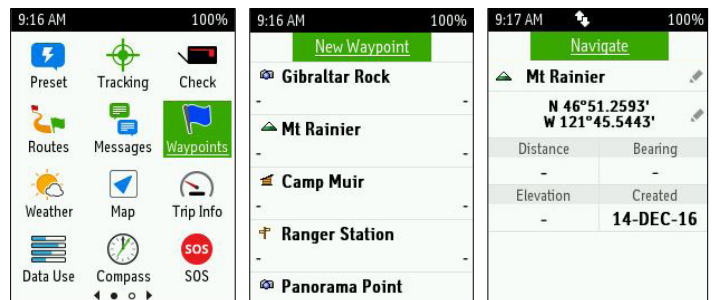 9:16 AM 100%
Preset Tracking Check
Routes Messages Waypoints
Weather Map Trip Info
SOS
Data Use Compass SOS
9:16 AM 100%
New Waypoint
Gibraltar Rock
- -
Mt Rainier
- -
Camp Muir
- -
Ranger Station
- -
Panorama Point
9:17 AM 100%
Navigate
Mt Rainier
N 46°51.2593'
W 121°45.5443'
Distance Bearing
- -
Elevation Created
- 14-DEC-16